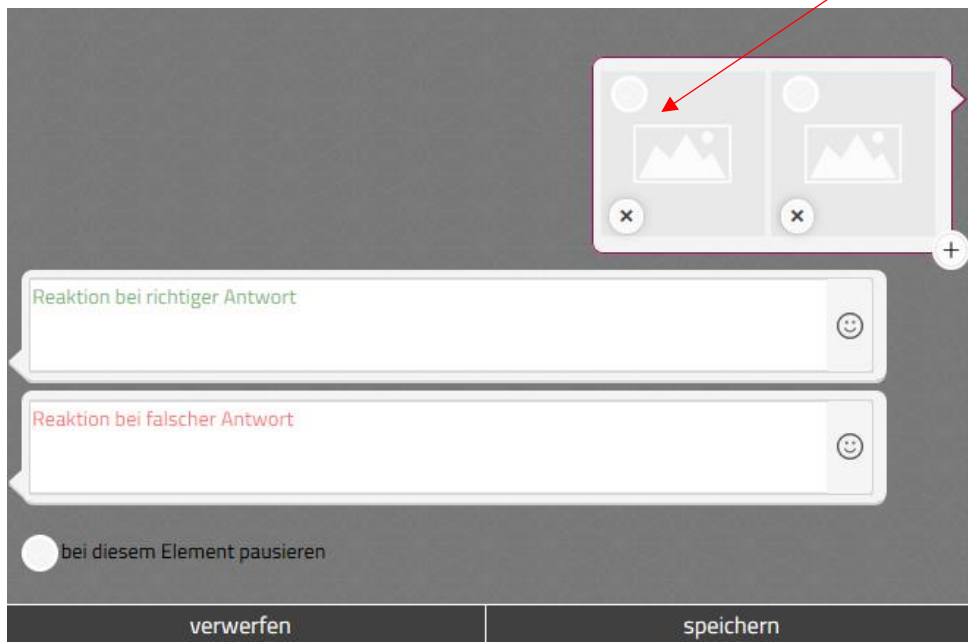 Reaktion bei richtiger Antwort
Reaktion bei falscher Antwort
bei diesem Element pausieren
verwerfen
speichern